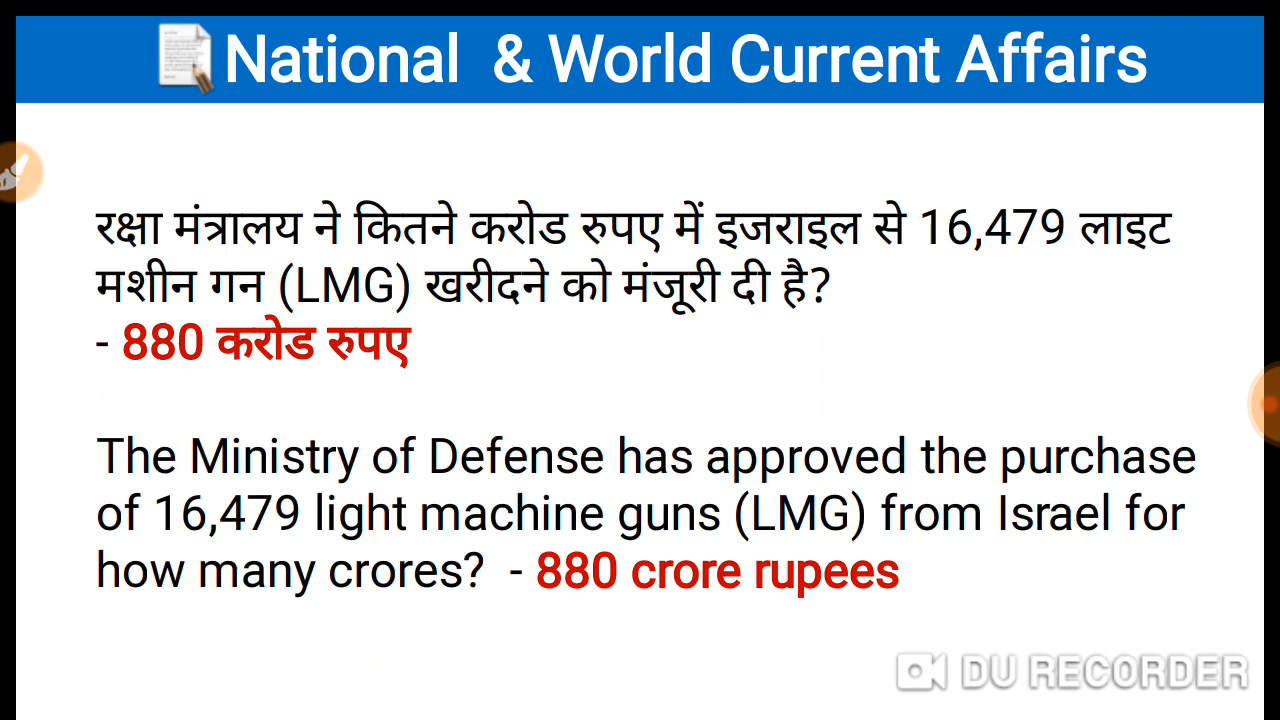 National & World Current Affairs
रक्षा मंत्रालय ने कितने करोड रुपए में इजराइल से 16,479 लाइट
मशीन गन (LMG) खरीदने को मंजूरी दी है?
- 880 करोड रुपए
The Ministry of Defense has approved the purchase
of 16,479 light machine guns (LMG) from Israel for
how many crores? - 880 crore rupees
DU RECORDER